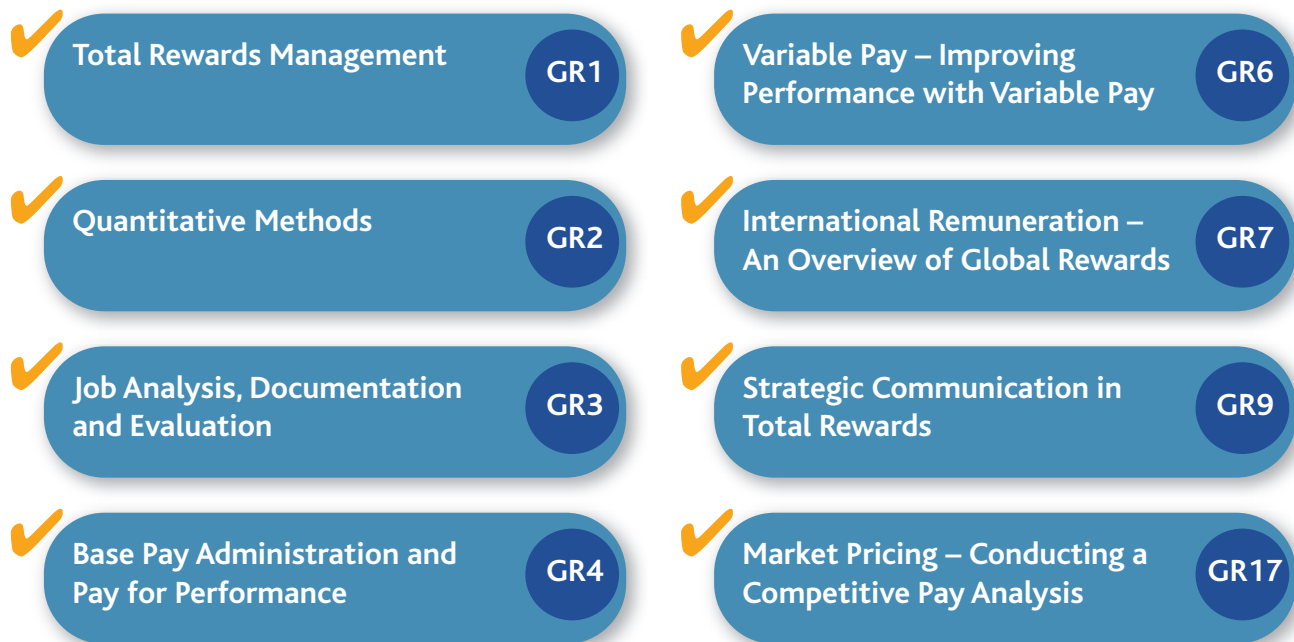 Total Rewards Management
GR1
Quantitative Methods
GR2
Job Analysis, Documentation
and Evaluation
GR3
Base Pay Administration and
Pay for Performance
GR4
Variable Pay – Improving
Performance with Variable Pay
GR6
International Remuneration –
An Overview of Global Rewards
GR7
Strategic Communication in
Total Rewards
GR9
Market Pricing – Conducting a
Competitive Pay Analysis
GR17